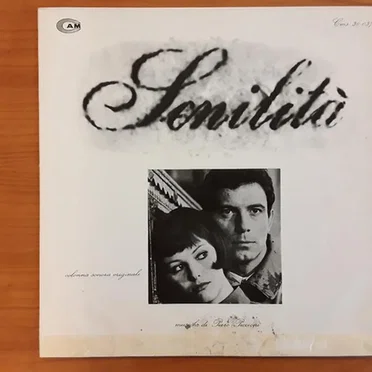 CAM
Senilità
colonna sonora originale
musiche di Piero Piccioni